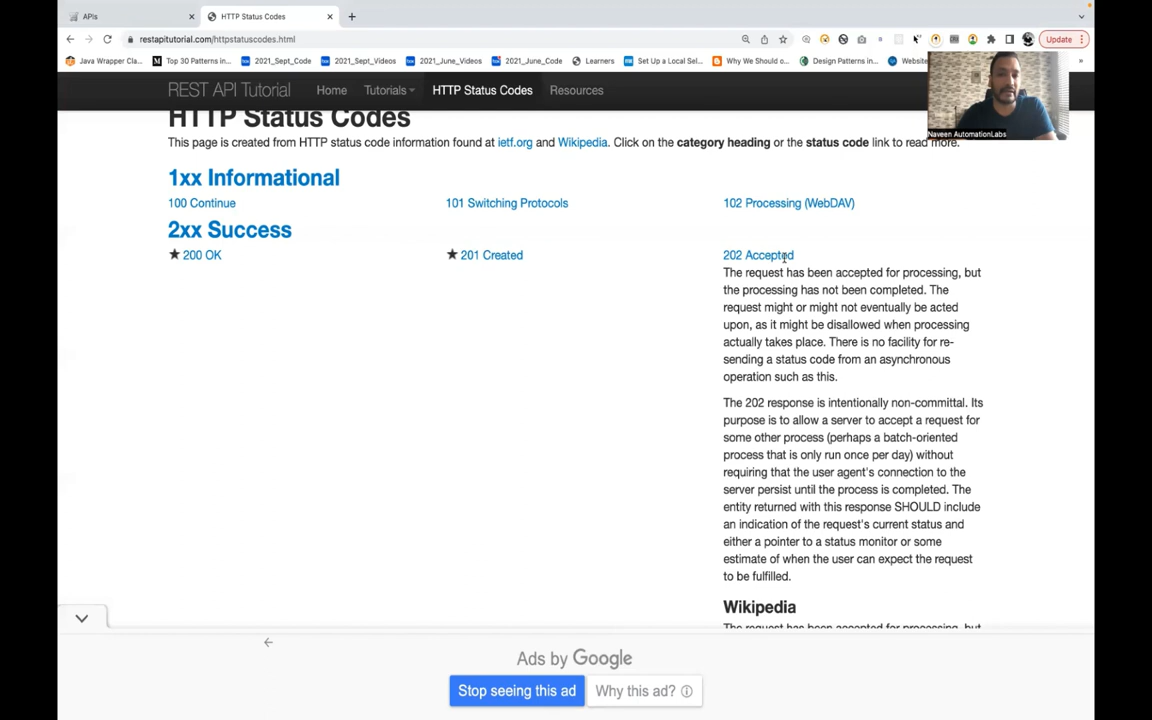 APIs
HTTP Status Codes
restapitutorial.com/httpstatuscodes.html
Update
Java Wrapper Cla...
Top 30 Patterns in...
2021_Sept_Code
2021_Sept_Videos
2021_June_Videos
2021_June_Code
Learners
Set Up a Local Sel...
Why We Should o...
Design Patterns in...
Website
REST API Tutorial
Home
Tutorials
HTTP Status Codes
Resources
Naveen AutomationLabs
HTTP Status Codes
This page is created from HTTP status code information found at ietf.org and Wikipedia. Click on the category heading or the status code link to read more.
1xx Informational
100 Continue
101 Switching Protocols
102 Processing (WebDAV)
2xx Success
★ 200 OK
★ 201 Created
202 Accepted
The request has been accepted for processing, but
the processing has not been completed. The
request might or might not eventually be acted
upon, as it might be disallowed when processing
actually takes place. There is no facility for re-
sending a status code from an asynchronous
operation such as this.
The 202 response is intentionally non-committal. Its
purpose is to allow a server to accept a request for
some other process (perhaps a batch-oriented
process that is only run once per day) without
requiring that the user agent's connection to the
server persist until the process is completed. The
entity returned with this response SHOULD include
an indication of the request's current status and
either a pointer to a status monitor or some
estimate of when the user can expect the request
to be fulfilled.
Wikipedia
The request has been accepted for processing, but
Ads by Google
Stop seeing this ad
Why this ad?